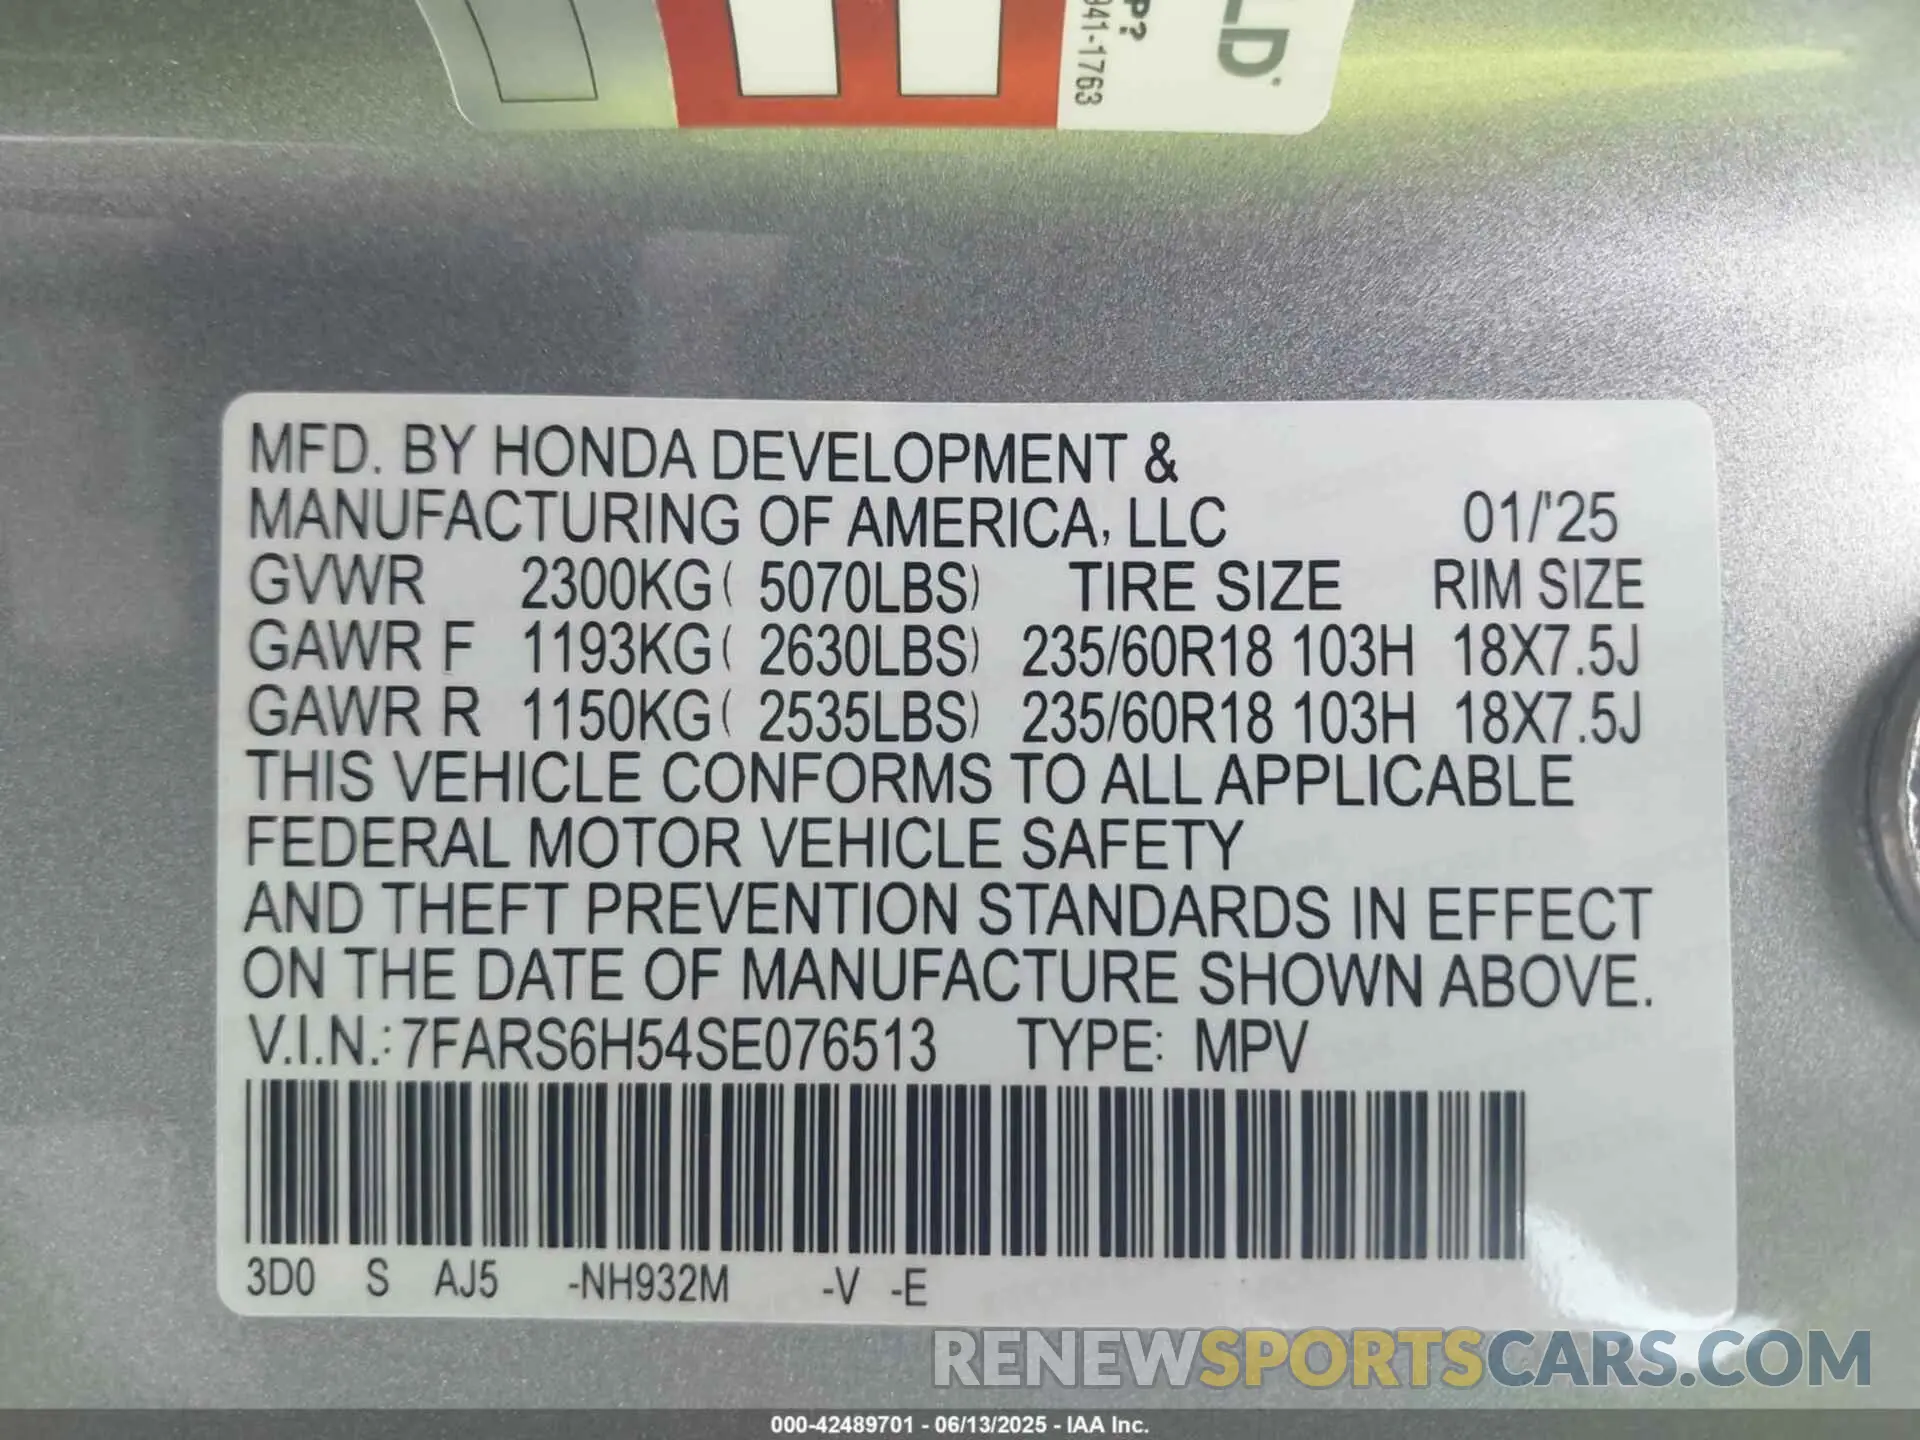 LD
P?
941-1763
MFD. BY HONDA DEVELOPMENT &
MANUFACTURING OF AMERICA, LLC 01/'25
GVWR 2300KG( 5070LBS) TIRE SIZE RIM SIZE
GAWR F 1193KG( 2630LBS) 235/60R18 103H 18X7.5J
GAWR R 1150KG( 2535LBS) 235/60R18 103H 18X7.5J
THIS VEHICLE CONFORMS TO ALL APPLICABLE
FEDERAL MOTOR VEHICLE SAFETY
AND THEFT PREVENTION STANDARDS IN EFFECT
ON THE DATE OF MANUFACTURE SHOWN ABOVE.
V.I.N.: 7FARS6H54SE076513 TYPE: MPV
3D0 S AJ5 -NH932M -V -E
RENEWSPORTSCARS.COM
000-42489701 - 06/13/2025 - IAA Inc.